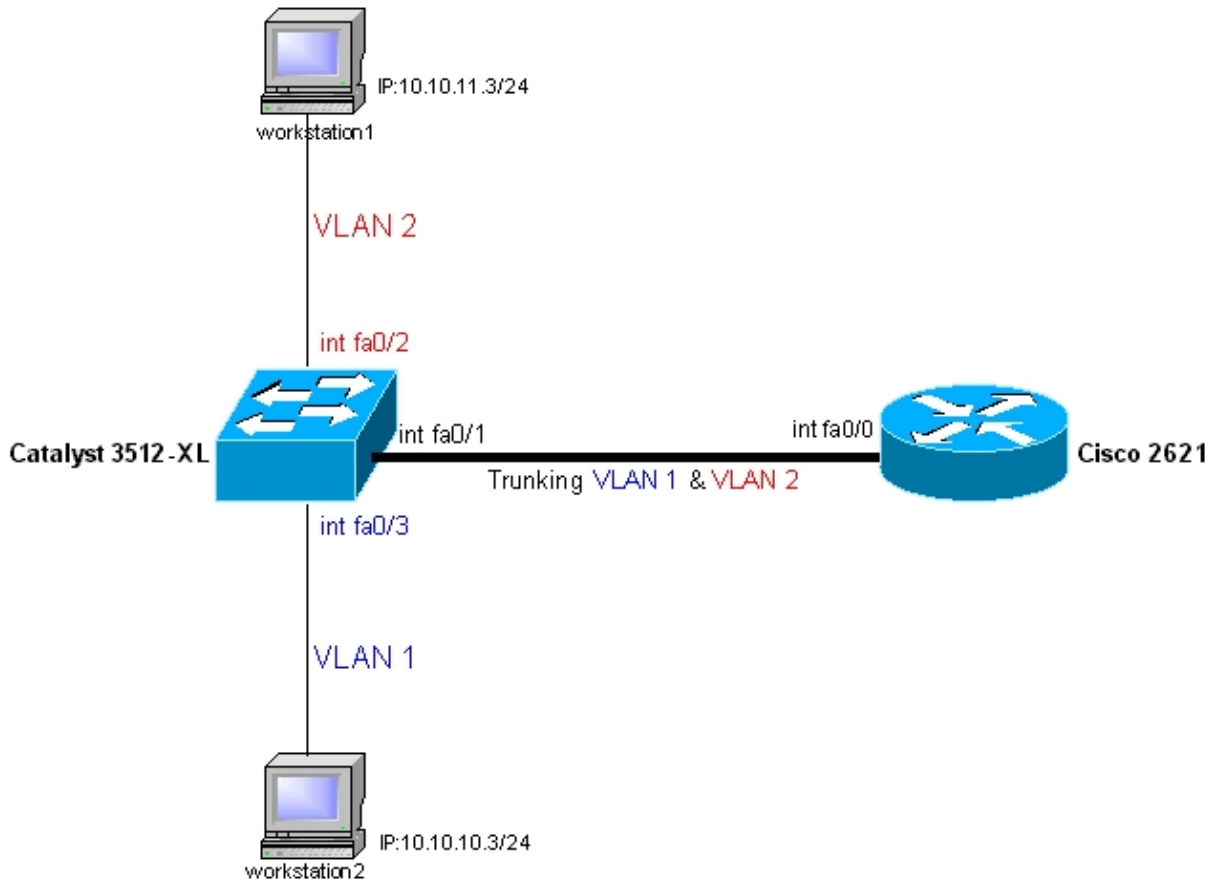 IP:10.10.11.3/24
workstation1
VLAN 2
int fa0/2
int fa0/1
int fa0/0
Catalyst 3512-XL
Cisco 2621
Trunking VLAN 1 & VLAN 2
int fa0/3
VLAN 1
IP:10.10.10.3/24
workstation2